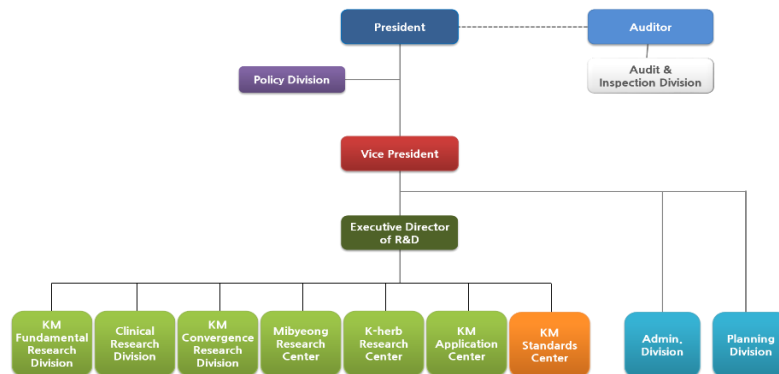 President
Auditor
Policy Division
Audit &
Inspection Division
Vice President
Executive Director
of R&D
KM
Fundamental
Research
Division
Clinical
Research
Division
KM
Convergence
Research
Division
Mibyeong
Research
Center
K-herb
Research
Center
KM
Application
Center
KM
Standards
Center
Admin.
Division
Planning
Division